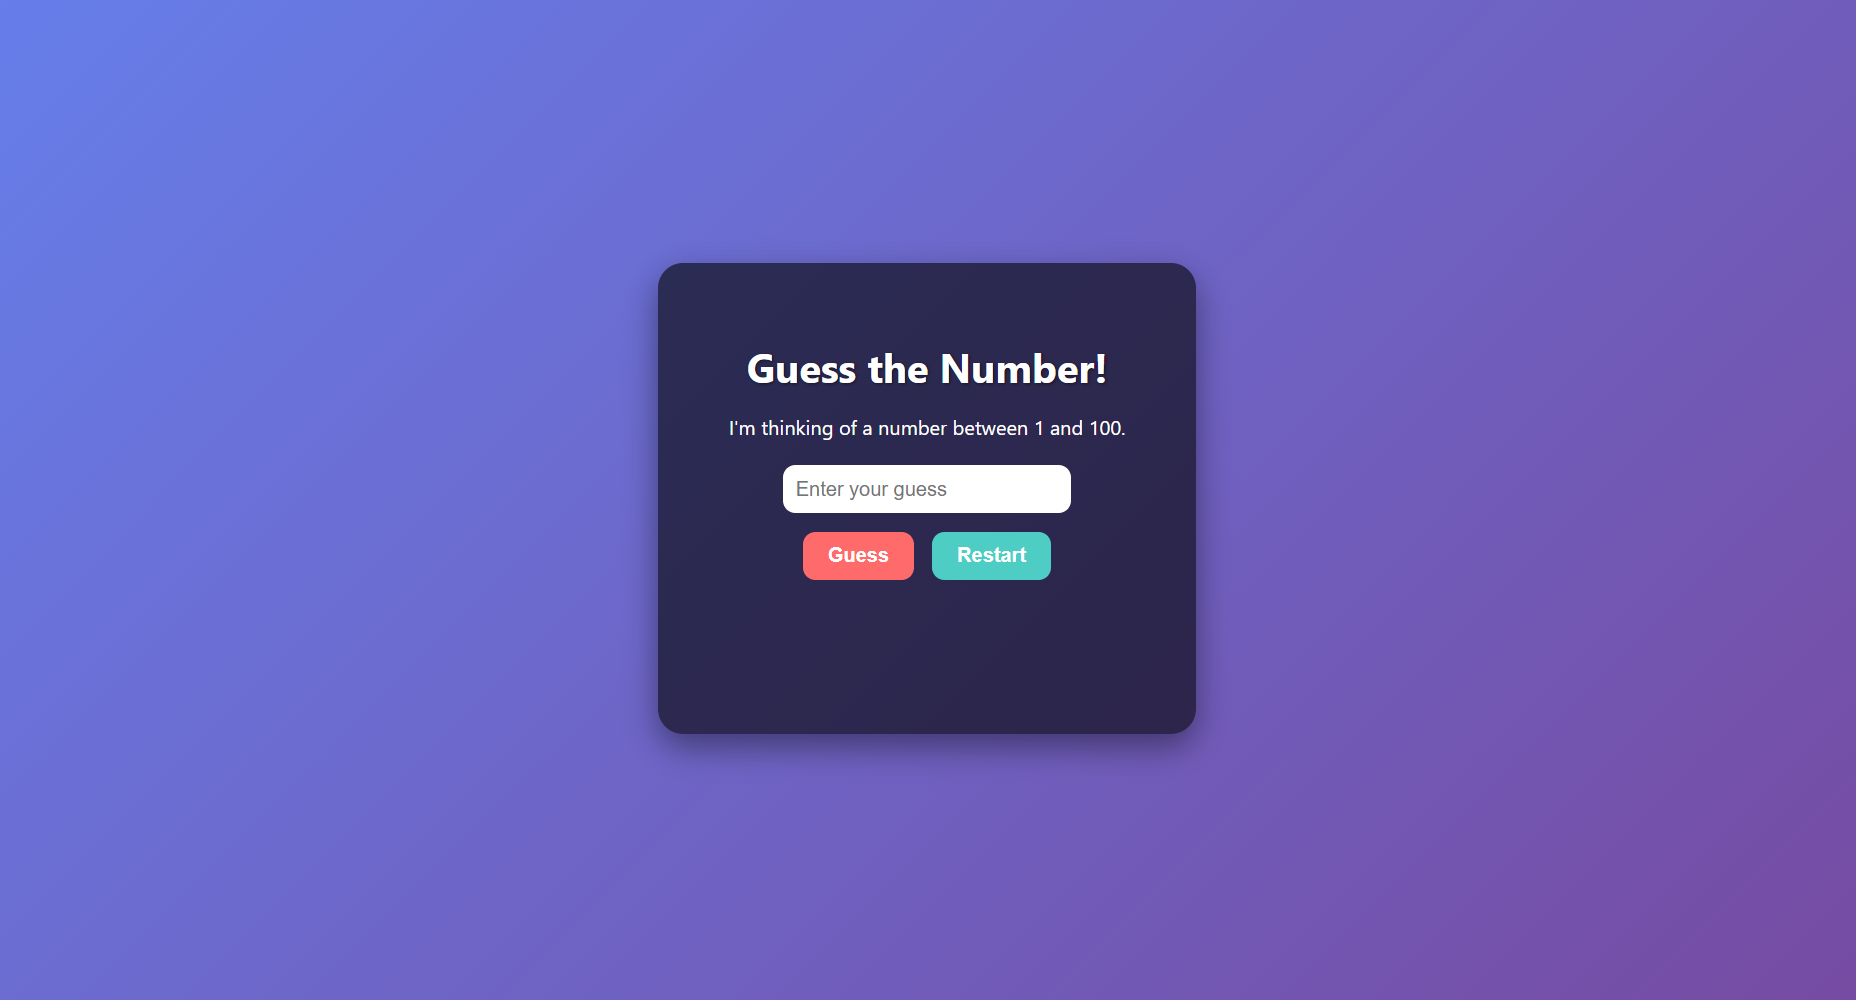 Guess the Number!
I'm thinking of a number between 1 and 100.
Enter your guess
Guess
Restart